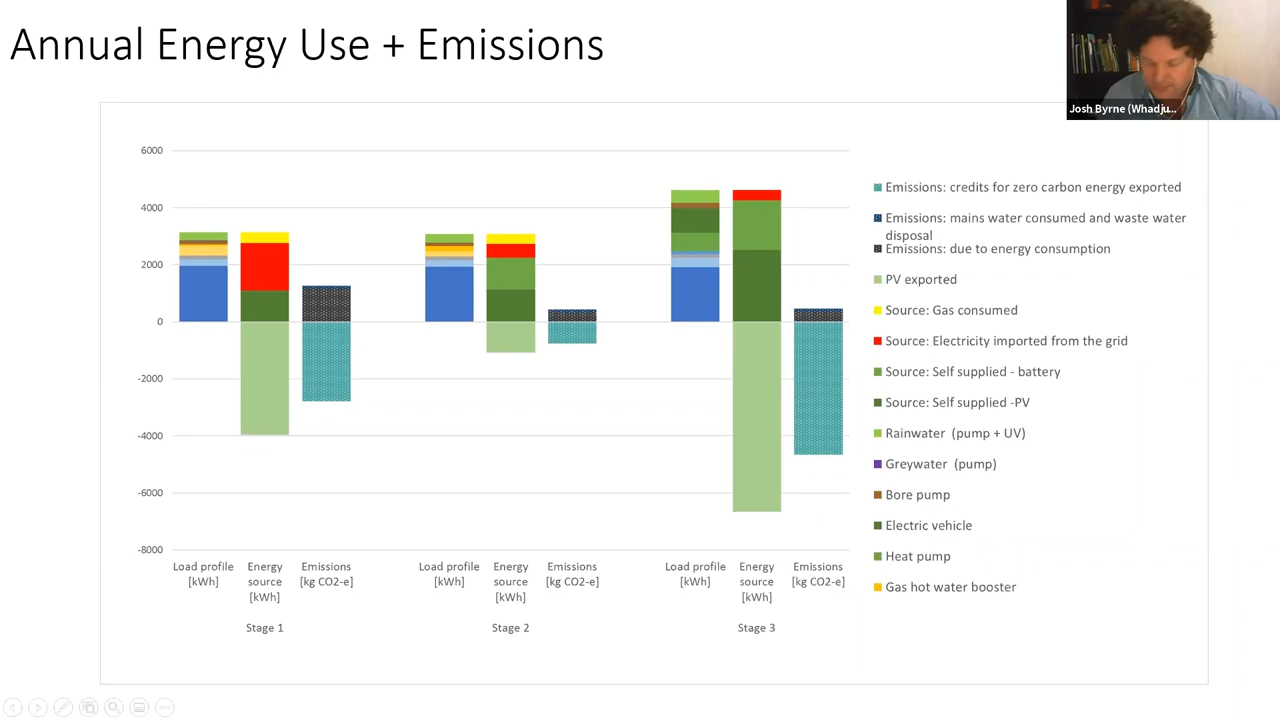 Annual Energy Use + Emissions
Josh Byrne (Whadju...
6000
4000
2000
0
-2000
-4000
-6000
-8000
Load profile
[kWh]
Energy
source
[kWh]
Emissions
[kg CO2-e]
Load profile
[kWh]
Energy
source
[kWh]
Emissions
[kg CO2-e]
Load profile
[kWh]
Energy
source
[kWh]
Emissions
[kg CO2-e]
Stage 1
Stage 2
Stage 3
Emissions: credits for zero carbon energy exported
Emissions: mains water consumed and waste water
disposal
Emissions: due to energy consumption
PV exported
Source: Gas consumed
Source: Electricity imported from the grid
Source: Self supplied - battery
Source: Self supplied -PV
Rainwater (pump + UV)
Greywater (pump)
Bore pump
Electric vehicle
Heat pump
Gas hot water booster